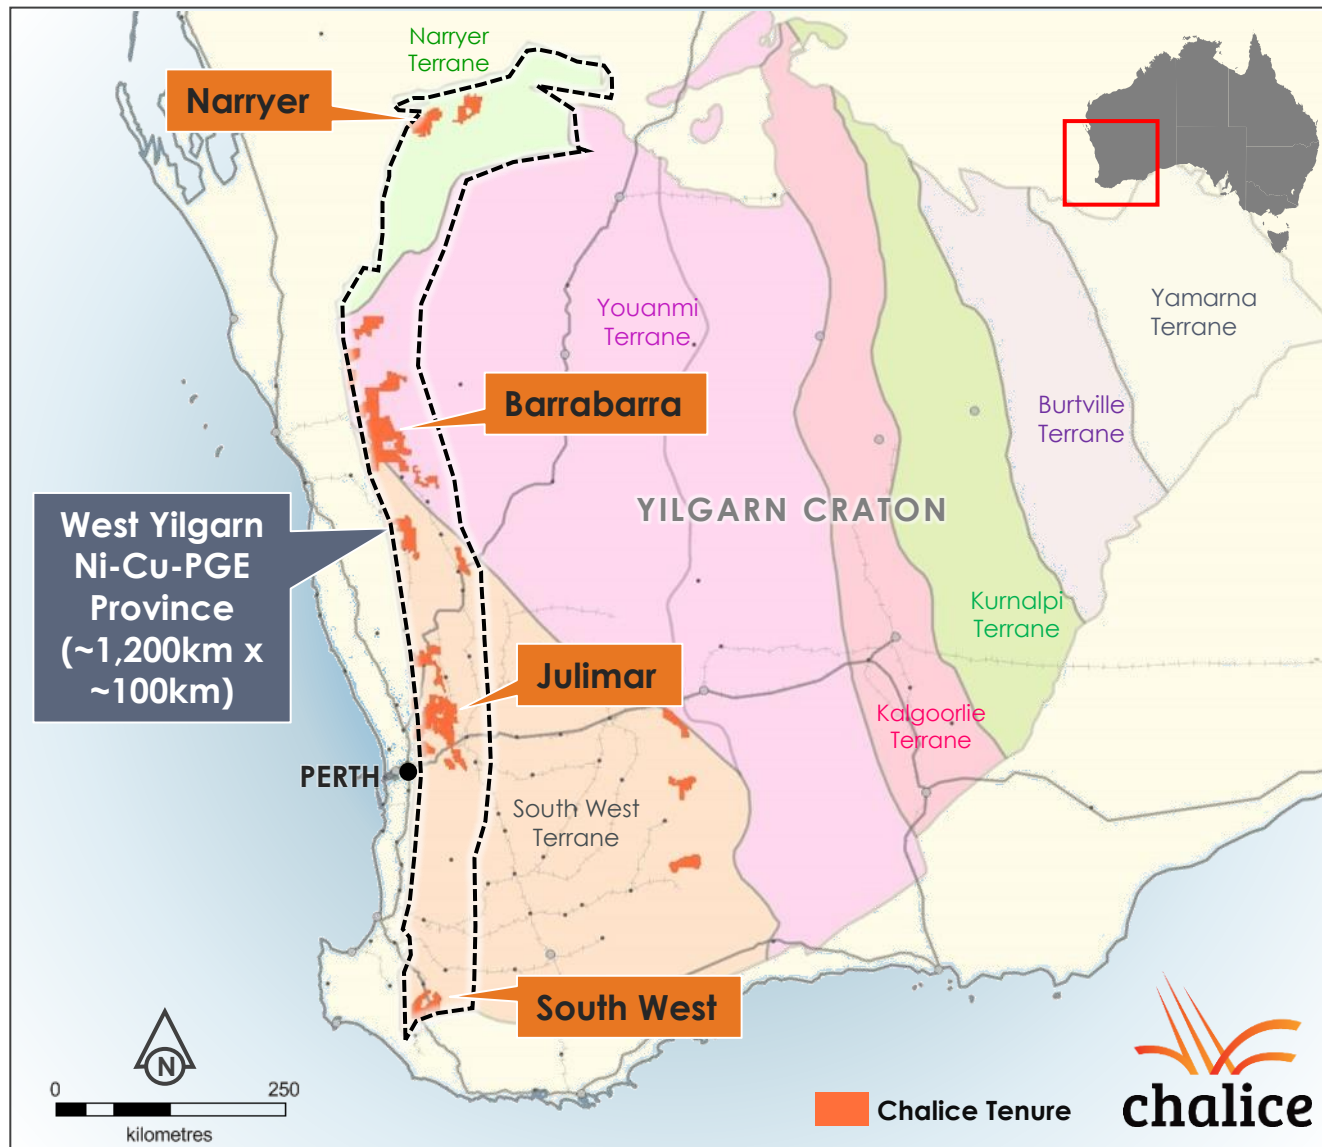 Narryer
Terrane
Narryer
Youanmi
Terrane
Yamarna
Terrane
Barrabarra
Burtville
Terrane
YILGARN CRATON
West Yilgarn
Ni-Cu-PGE
Province
(~1,200km x
~100km)
Kurnalpi
Terrane
Julimar
Kalgoorlie
Terrane
PERTH
South West
Terrane
South West
N
0
250
kilometres
Chalice Tenure
chalice